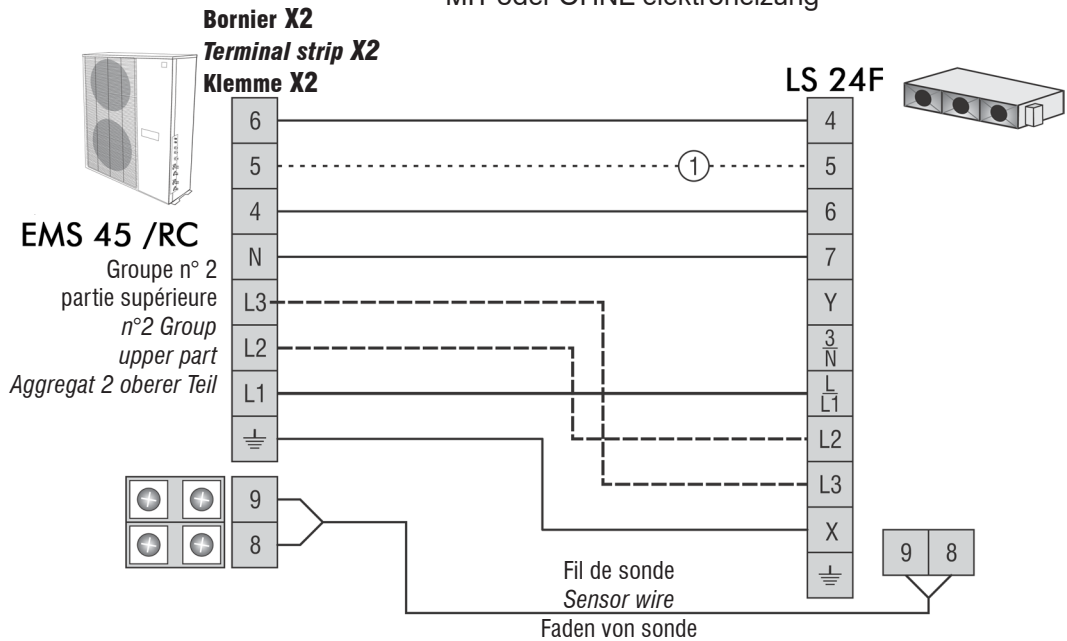 MIT oder OHNE elektroheizung
Bornier X2
Terminal strip X2
Klemme X2
LS 24F
EMS 45 /RC
Groupe n° 2
partie supérieure
n°2 Group
upper part
Aggregat 2 oberer Teil
6
5
4
N
L3
L2
L1
9
8
1
4
5
6
7
Y
3
N
L
L1
L2
L3
X
9 8
Fil de sonde
Sensor wire
Faden von sonde